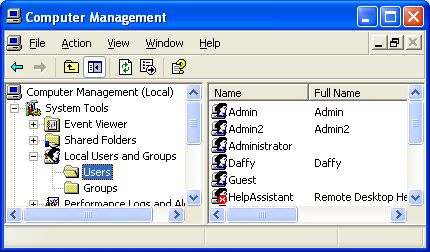 Computer Management
File Action View Window Help
Computer Management (Local)
System Tools
Event Viewer
Shared Folders
Local Users and Groups
Users
Groups
Performance Logs and Al
Name Full Name
Admin Admin
Admin2 Admin2
Administrator
Daffy Daffy
Guest
HelpAssistant Remote Desktop He